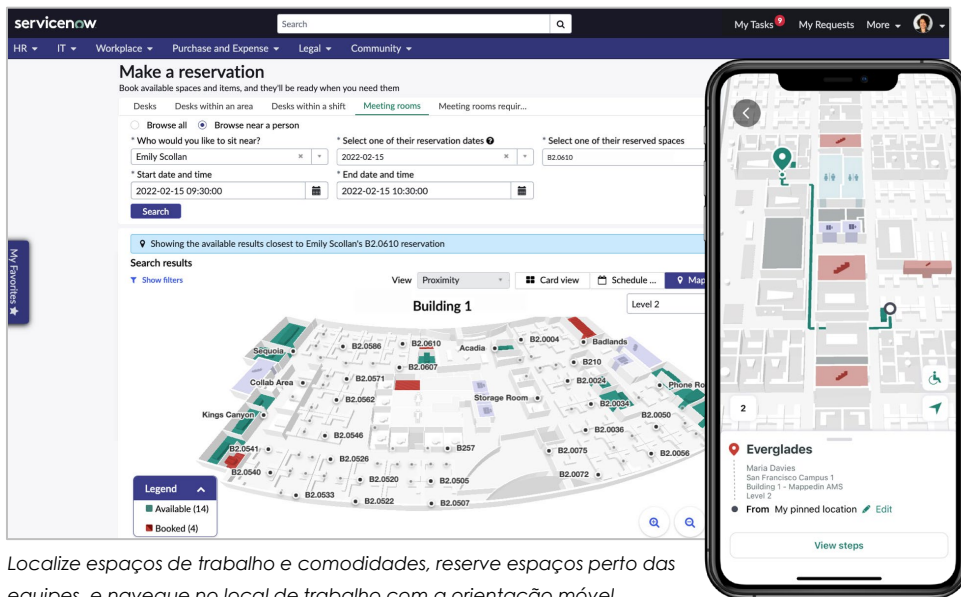 servicenow
Search
My Tasks 9 My Requests More
HR IT Workplace Purchase and Expense Legal Community
Make a reservation
Book available spaces and items, and they'll be ready when you need them
Desks Desks within an area Desks within a shift Meeting rooms Meeting rooms requir...
Browse all Browse near a person
* Who would you like to sit near? * Select one of their reservation dates * Select one of their reserved spaces
Emily Scollan 2022-02-15 B2.0610
* Start date and time * End date and time
2022-02-15 09:30:00 2022-02-15 10:30:00
Search
Showing the available results closest to Emily Scollan's B2.0610 reservation
My Favorites
Search results
Show filters View Proximity Card view Schedule ... Map
Building 1 Level 2
Sequoia B2.0586 B2.0610 Acadia B2.0004 Badlands
B2.0607 B210
Collab Area B2.0571 B2.0024 Phone Ro
B2.0562 Storage Room B2.0034
Kings Canyon B2.0050
B2.0546 B2.0036
B2.0541 B257 B2.0075 B2.0056
B2.0526
B2.0540 B2.0520 B2.0505 B2.0072
B2.0533 B2.0522 B2.0507
Legend
Available (14)
Booked (4)
2
Everglades
Maria Davies
San Francisco Campus 1
Building 1 - Mappedin AMS
Level 2
From My pinned location Edit
View steps
Localize espaços de trabalho e comodidades, reserve espaços perto das
equipes, e navegue no local de trabalho com a orientação móvel